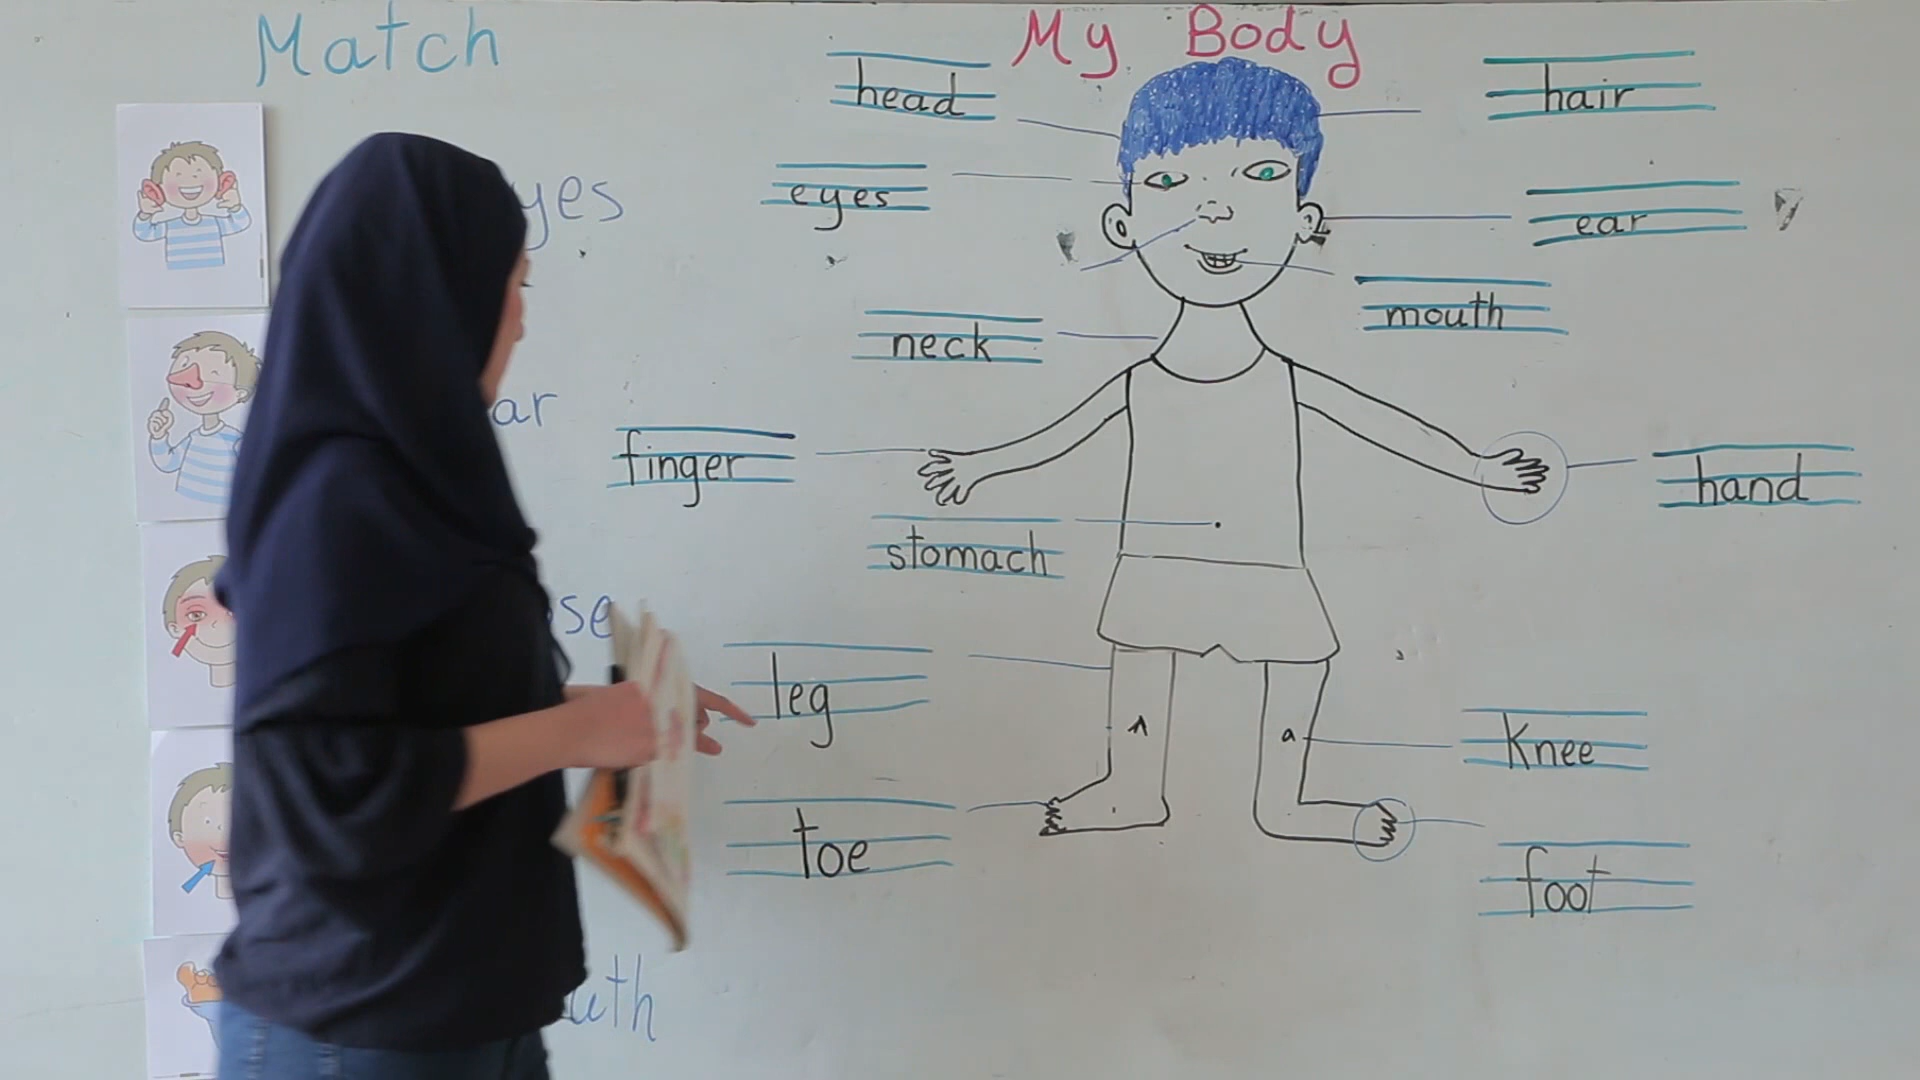 Match
My Body
head
hair
eyes
ear
mouth
neck
finger
hand
stomach
leg
Knee
toe
foot